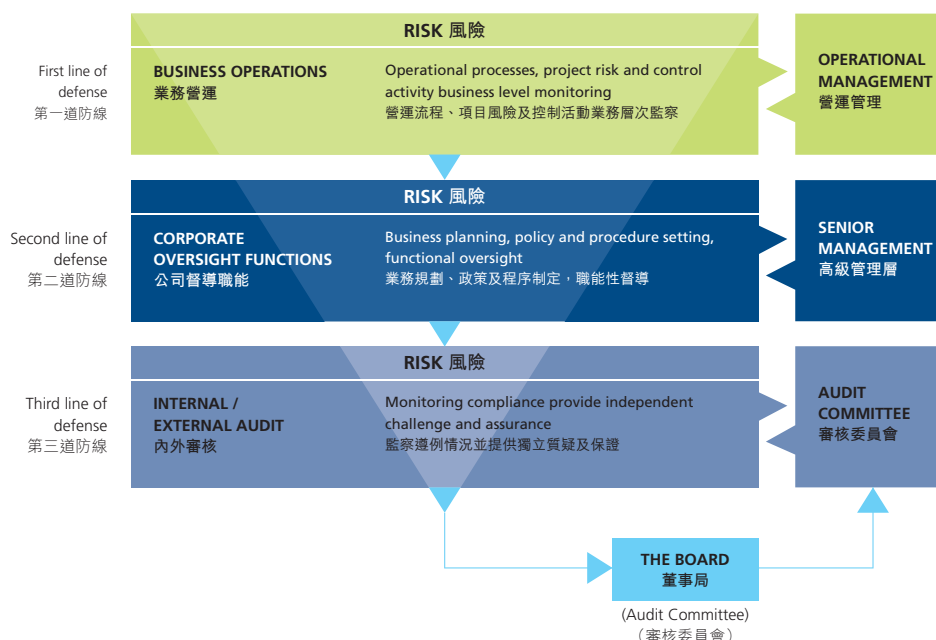 RISK 風險
First line of
defense
第一道防線
BUSINESS OPERATIONS
業務營運
Operational processes, project risk and control
activity business level monitoring
營運流程、項目風險及控制活動業務層次監察
OPERATIONAL
MANAGEMENT
營運管理
RISK 風險
Second line of
defense
第二道防線
CORPORATE
OVERSIGHT FUNCTIONS
公司督導職能
Business planning, policy and procedure setting,
functional oversight
業務規劃、政策及程序制定，職能性督導
SENIOR
MANAGEMENT
高級管理層
RISK 風險
Third line of
defense
第三道防線
INTERNAL /
EXTERNAL AUDIT
內外審核
Monitoring compliance provide independent
challenge and assurance
監察遵例情況並提供獨立質疑及保證
AUDIT
COMMITTEE
審核委員會
THE BOARD
董事局
(Audit Committee)
（審核委員會）